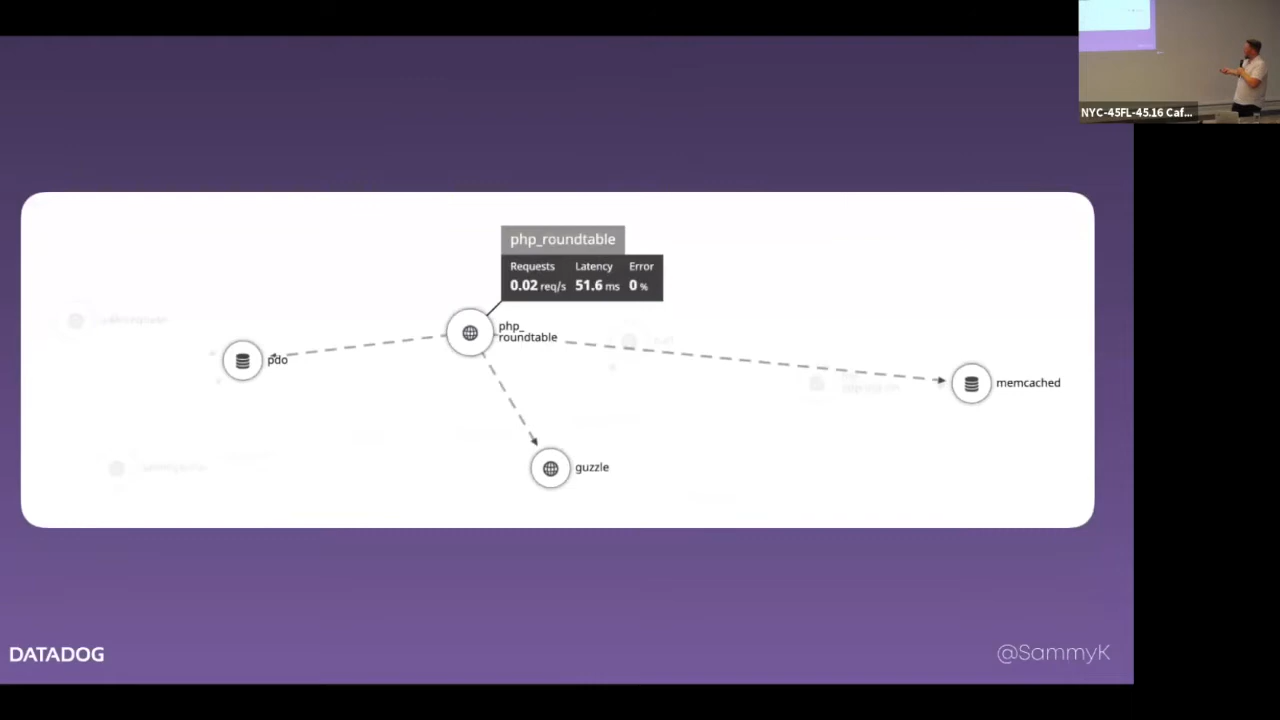 NYC-45FL-45.16 Caf...
php_roundtable
Requests Latency Error
0.02 req/s 51.6 ms 0 %
php_
roundtable
pdo
memcached
guzzle
DATADOG
@SammyK